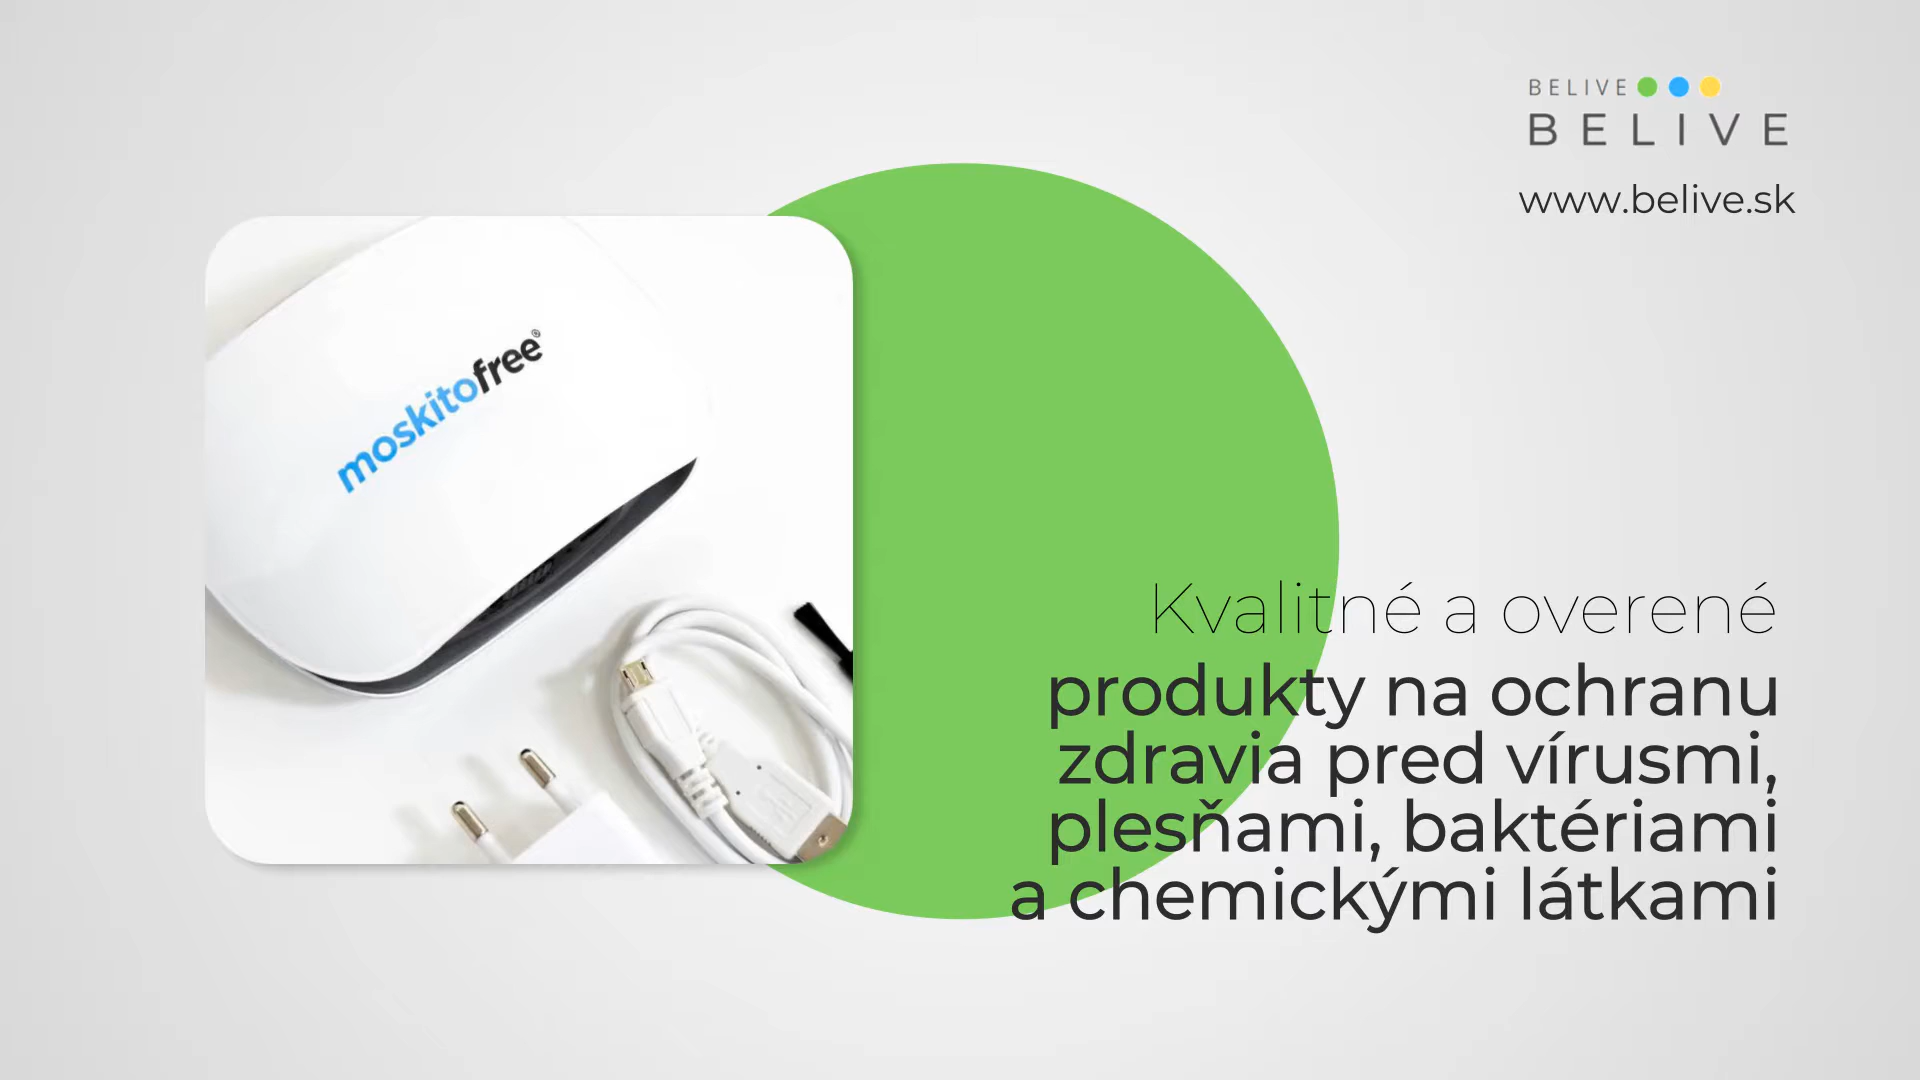 BELIVE
BELIVE
www.belive.sk
moskitofree®
Kvalitné a overené
produkty na ochranu
zdravia pred vírusmi,
plesňami, baktériami
a chemickými látkami